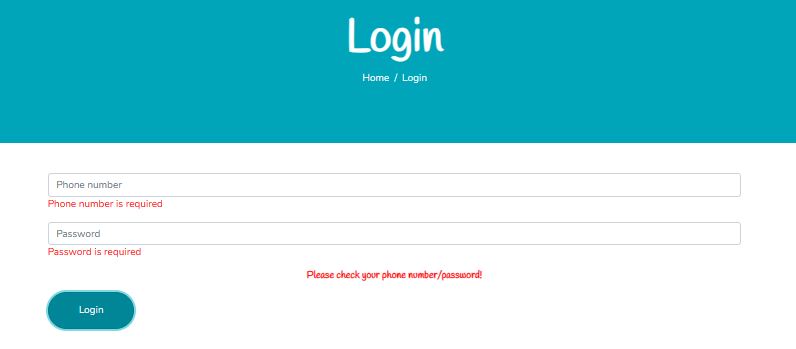 Login
Home / Login
Phone number
Phone number is required
Password
Password is required
Please check your phone number/password!
Login